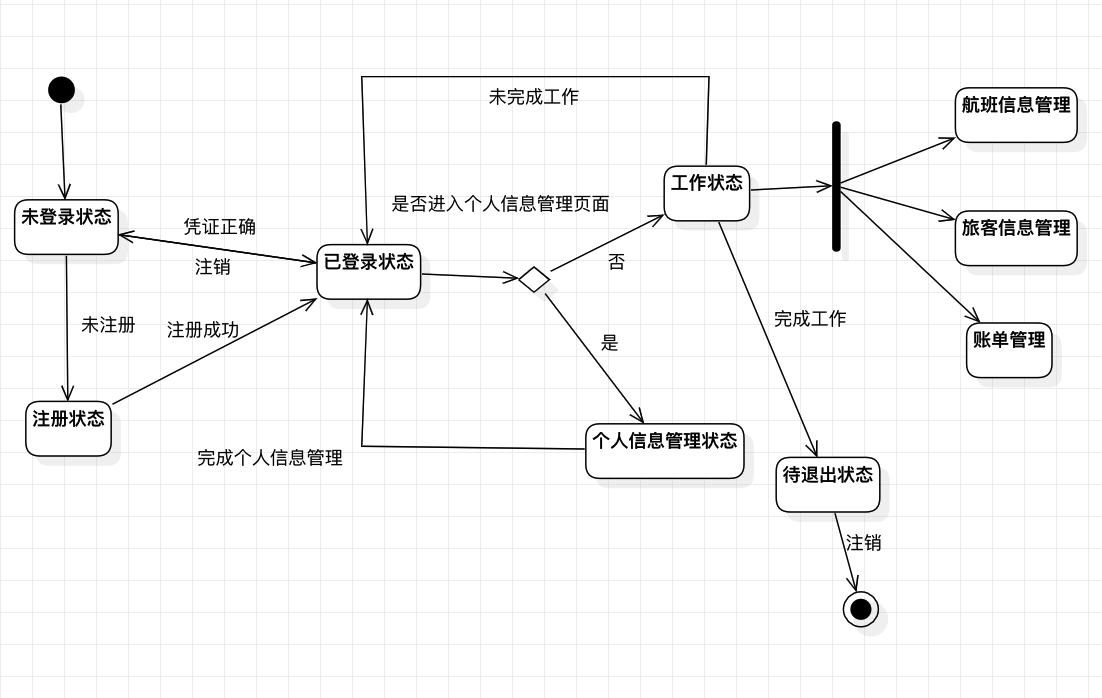 未完成工作
航班信息管理
工作状态
是否进入个人信息管理页面
未登录状态
凭证正确
旅客信息管理
注销
已登录状态
否
未注册
注册成功
完成工作
是
账单管理
注册状态
个人信息管理状态
完成个人信息管理
待退出状态
注销